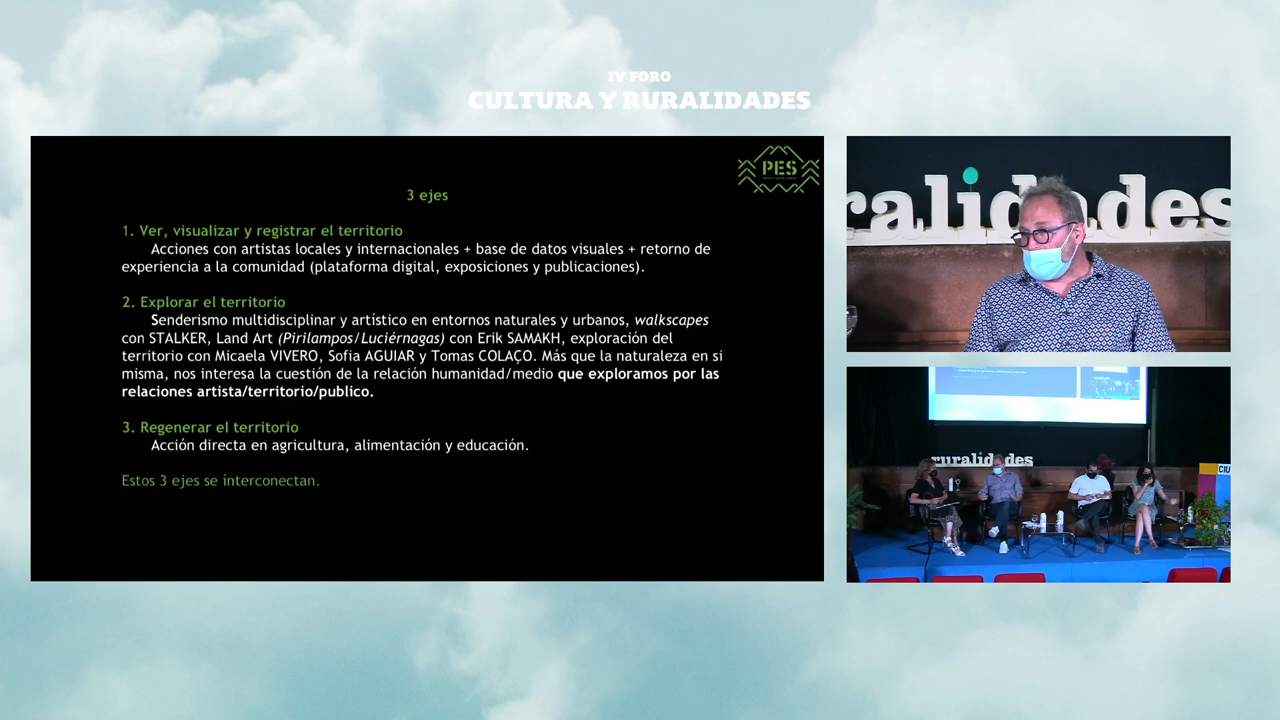 IV FORO
CULTURA Y RURALIDADES
PES
3 ejes
1. Ver, visualizar y registrar el territorio
Acciones con artistas locales y internacionales + base de datos visuales + retorno de
experiencia a la comunidad (plataforma digital, exposiciones y publicaciones).
2. Explorar el territorio
Senderismo multidisciplinar y artístico en entornos naturales y urbanos, walkscapes
con STALKER, Land Art (Pirilampos/Luciérnagas) con Erik SAMAKH, exploración del
territorio con Micaela VIVERO, Sofia AGUIAR y Tomas COLAÇO. Más que la naturaleza en si
misma, nos interesa la cuestión de la relación humanidad/medio que exploramos por las
relaciones artista/territorio/publico.
3. Regenerar el territorio
Acción directa en agricultura, alimentación y educación.
Estos 3 ejes se interconectan.
ralidades
ruralidades
CIU